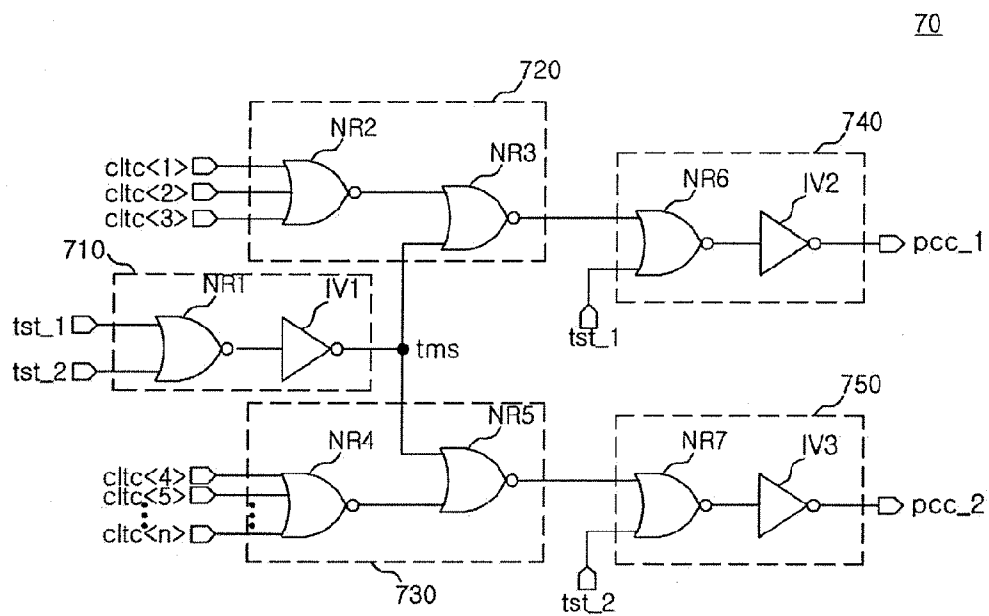 70
720
NR2
cltc<1>
cltc<2>
cltc<3>
NR3
740
NR6
IV2
pcc_1
tst_1
710
NR1
IV1
tst_1
tst_2
tms
730
NR4
NR5
cltc<4>
cltc<5>
cltc<n>
750
NR7
IV3
pcc_2
tst_2